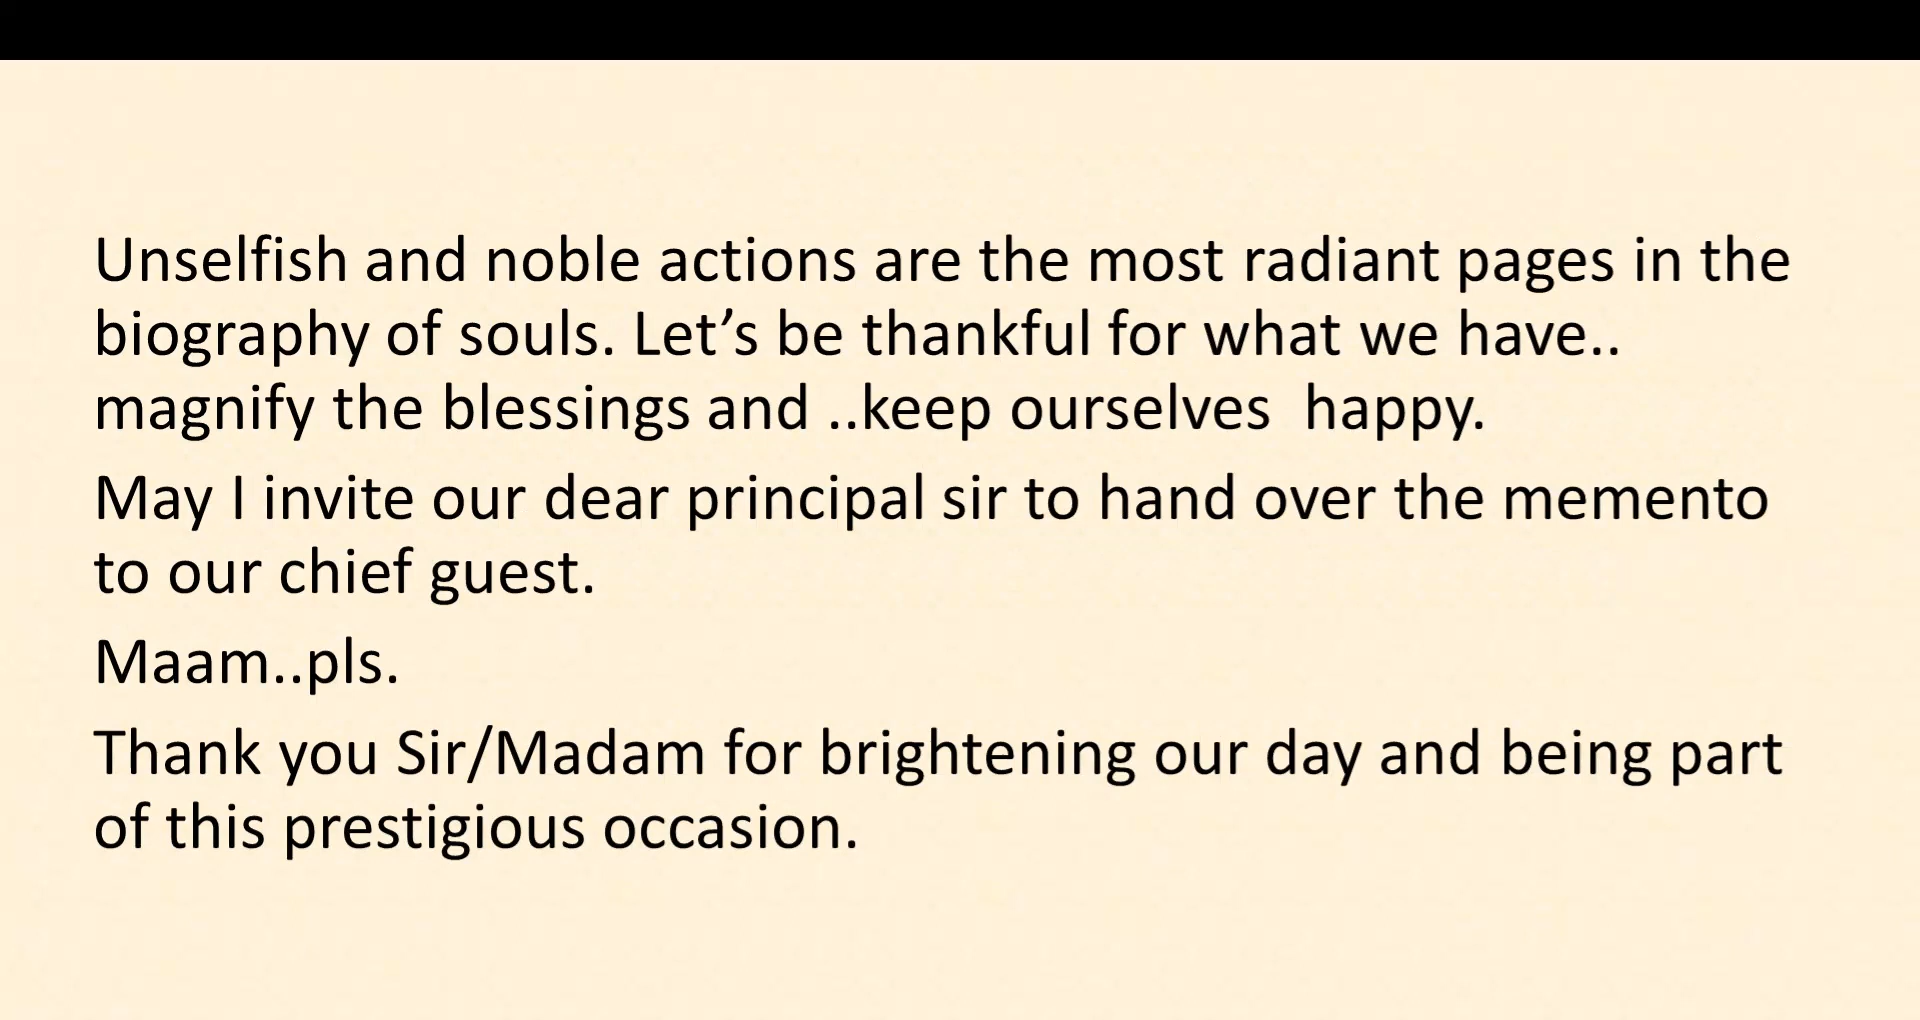 Unselfish and noble actions are the most radiant pages in the
biography of souls. Let’s be thankful for what we have..
magnify the blessings and ..keep ourselves  happy.
May I invite our dear principal sir to hand over the memento
to our chief guest.
Maam..pls.
Thank you Sir/Madam for brightening our day and being part
of this prestigious occasion.